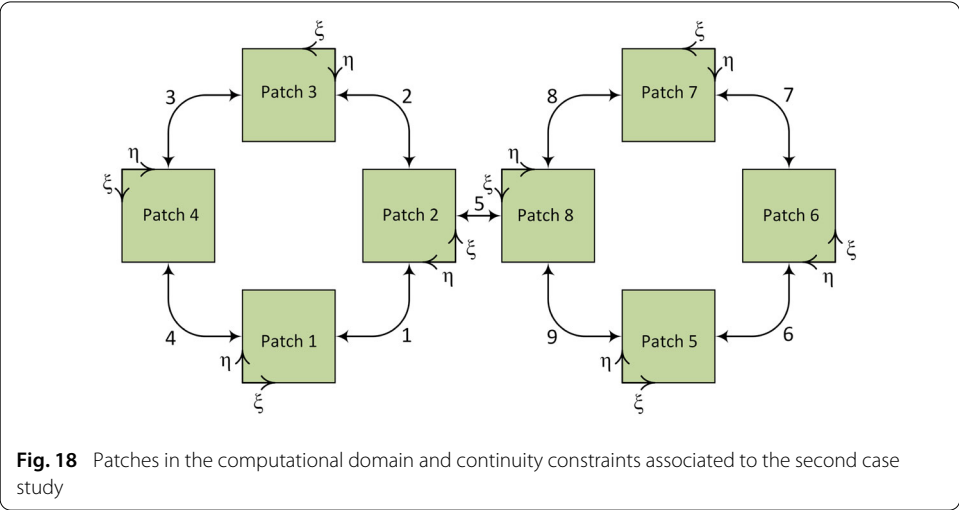 ξ
η
Patch 3
3
2
ξ
η
Patch 7
8
7
η
ξ
Patch 4
Patch 2
ξ
η
5
η
ξ
Patch 8
Patch 6
ξ
η
4
η
Patch 1
ξ
1
9
η
Patch 5
ξ
6
Fig. 18 Patches in the computational domain and continuity constraints associated to the second case
study